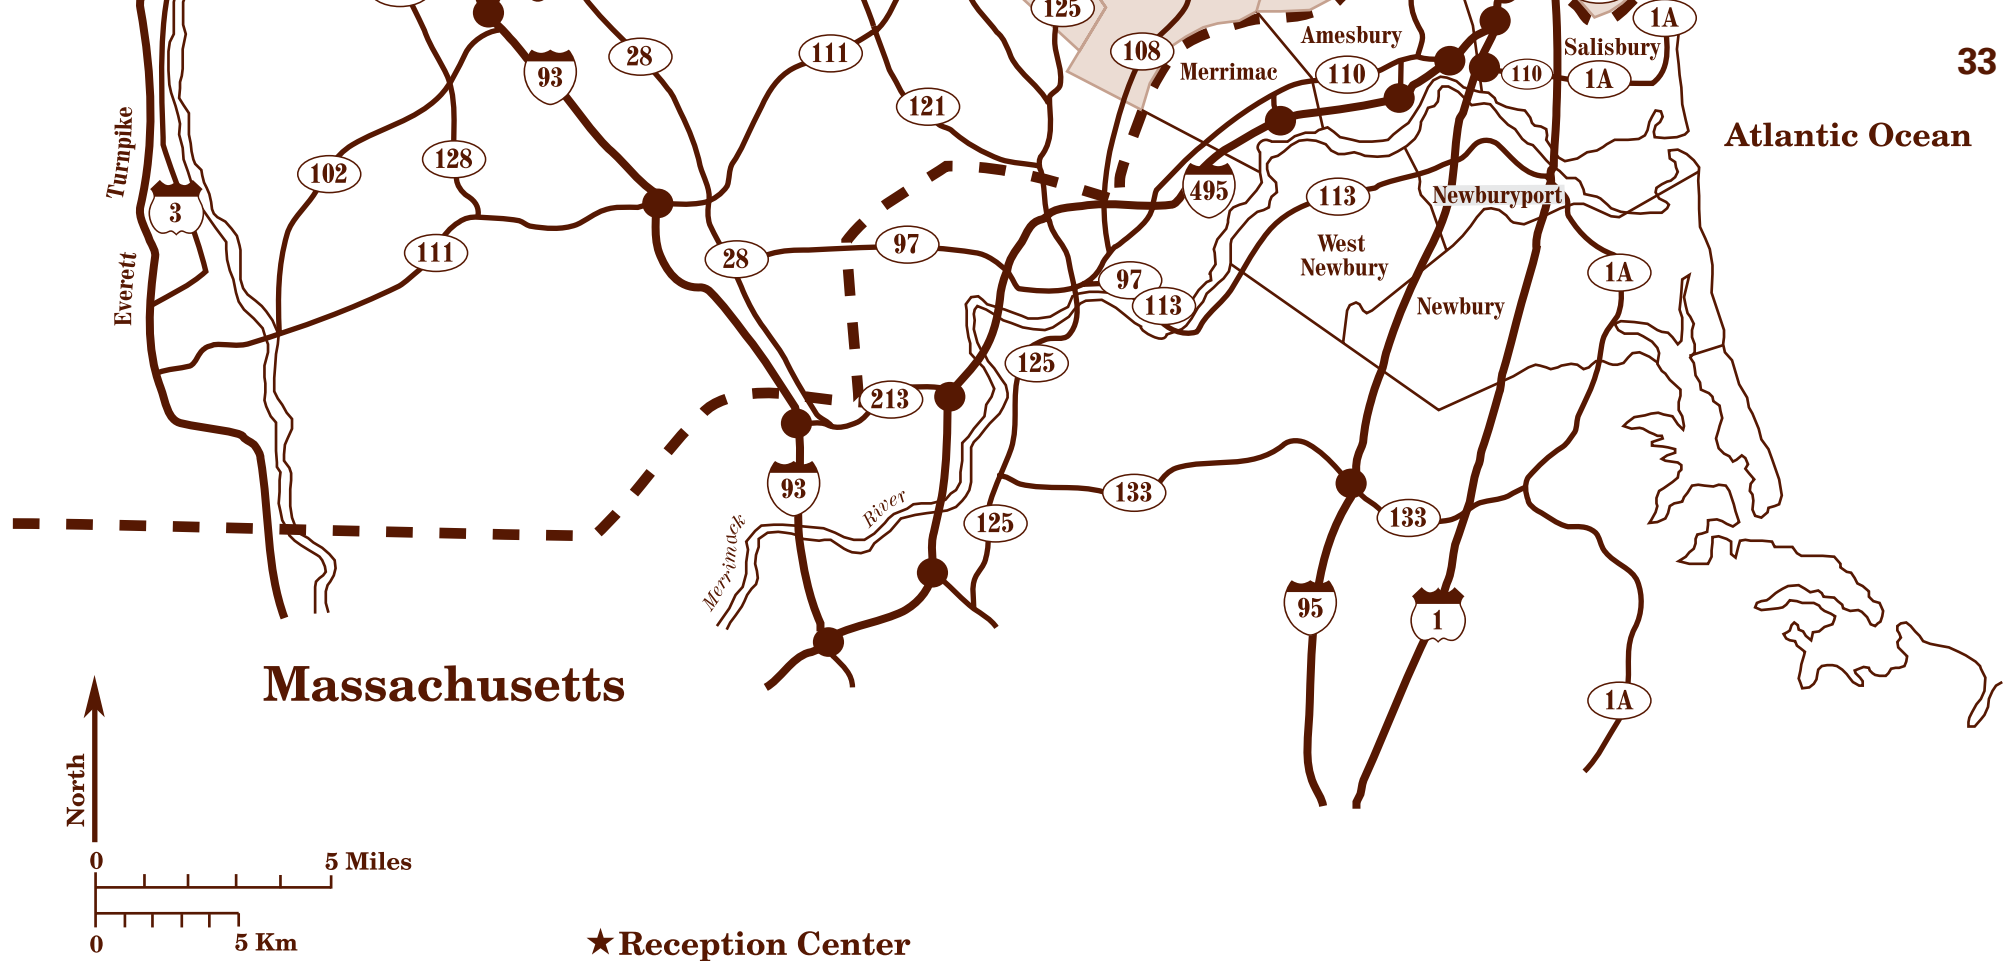 125
1A
Amesbury
Salisbury
28
111
108
33
93
Merrimac
110
110
1A
121
Atlantic Ocean
Turnpike
128
102
495
113
Newburyport
3
111
28
97
West
Newbury
1A
Everett
97
113
Newbury
125
213
93
133
River
133
125
Merrimack
95
1
Massachusetts
1A
North
0
5 Miles
0
5 Km
★Reception Center